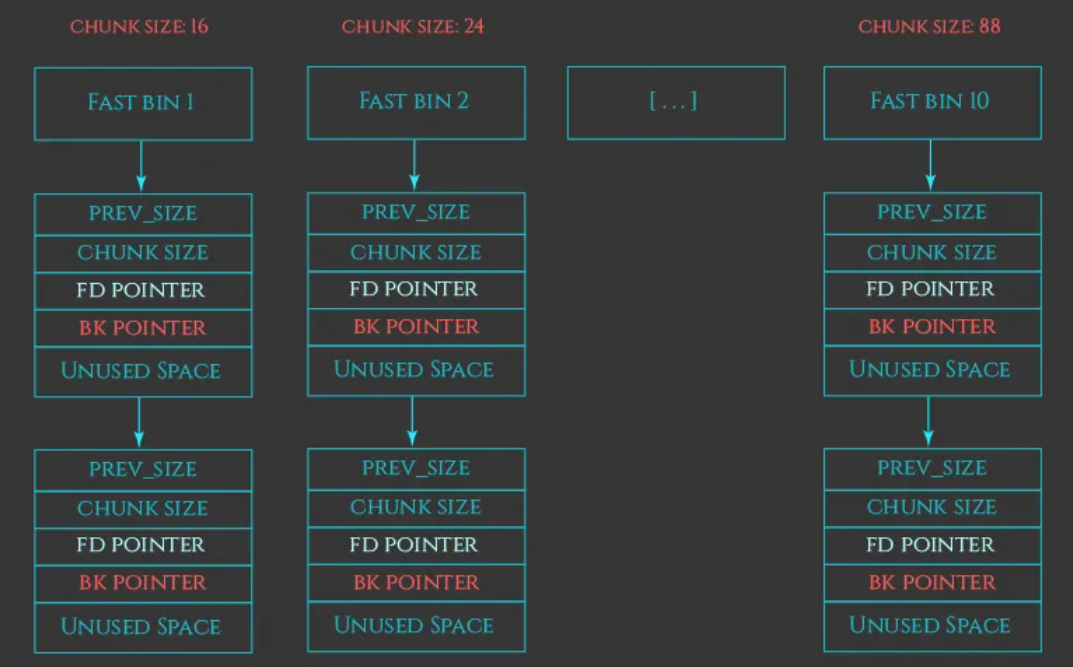 CHUNK SIZE: 16
CHUNK SIZE: 24
CHUNK SIZE: 88
FAST BIN 1
FAST BIN 2
[ . . . ]
FAST BIN 10
PREV_SIZE
CHUNK SIZE
FD POINTER
BK POINTER
UNUSED SPACE
PREV_SIZE
CHUNK SIZE
FD POINTER
BK POINTER
UNUSED SPACE
PREV_SIZE
CHUNK SIZE
FD POINTER
BK POINTER
UNUSED SPACE
PREV_SIZE
CHUNK SIZE
FD POINTER
BK POINTER
UNUSED SPACE
PREV_SIZE
CHUNK SIZE
FD POINTER
BK POINTER
UNUSED SPACE
PREV_SIZE
CHUNK SIZE
FD POINTER
BK POINTER
UNUSED SPACE